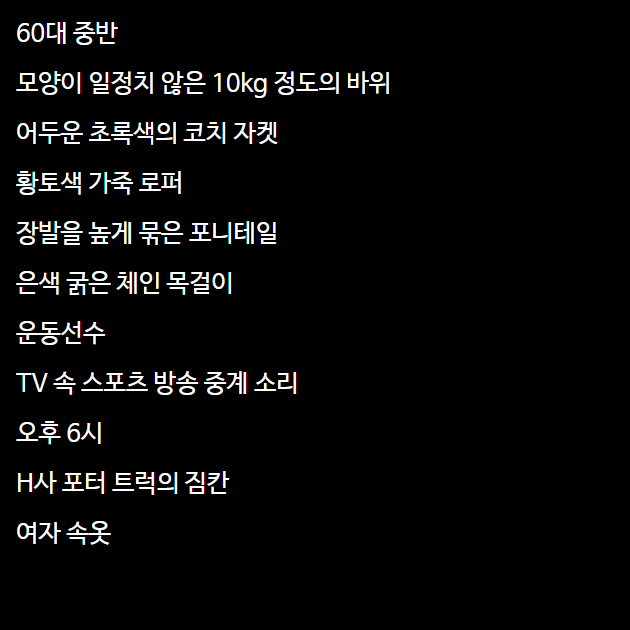 60대 중반
모양이 일정치 않은 10kg 정도의 바위
어두운 초록색의 코치 자켓
황토색 가죽 로퍼
장발을 높게 묶은 포니테일
은색 굵은 체인 목걸이
운동선수
TV 속 스포츠 방송 중계 소리
오후 6시
H사 포터 트럭의 짐칸
여자 속옷